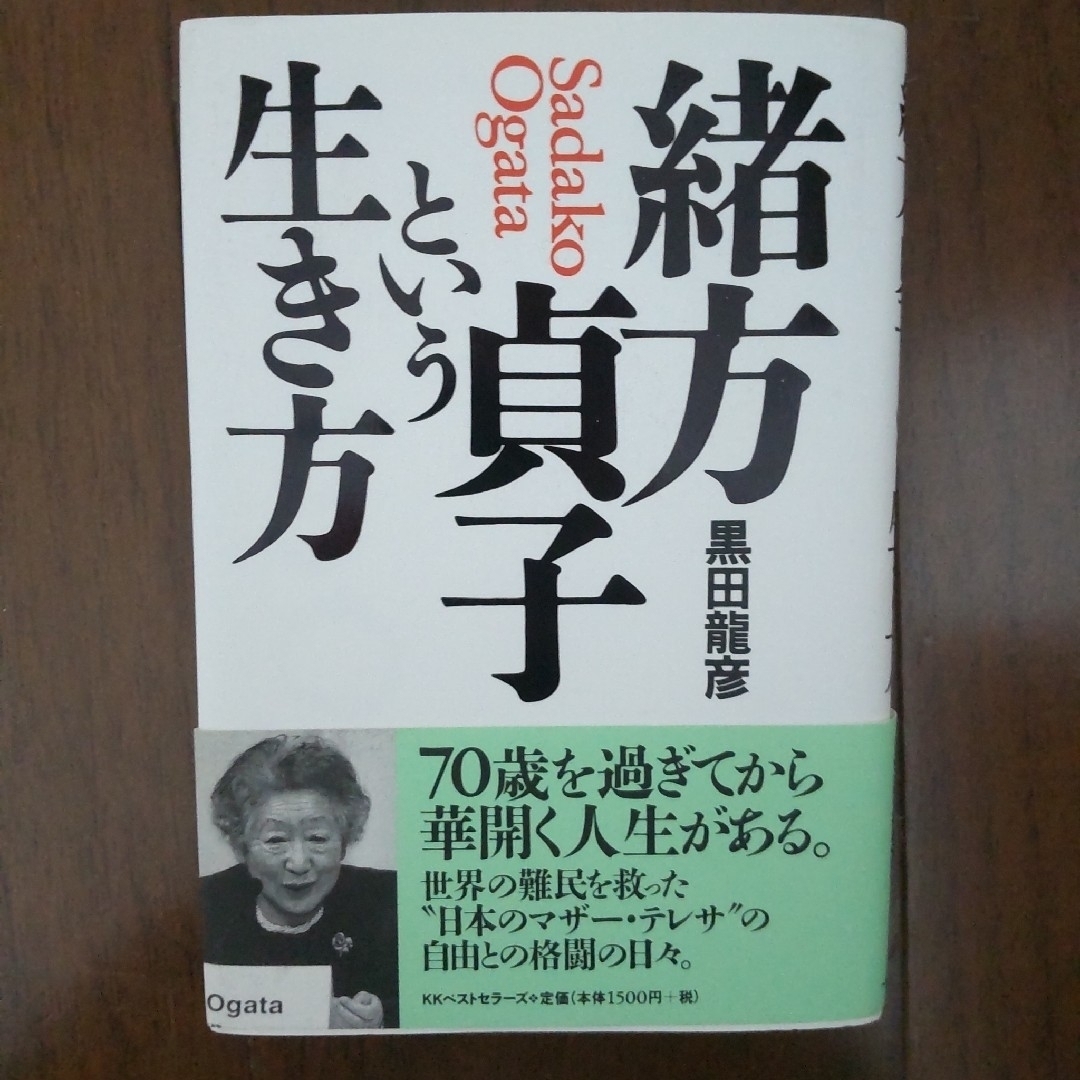 緒方
貞子
Sadako
Ogata
という
生き方
黒田龍彦
70歳を過ぎてから
華開く人生がある。
世界の難民を救った
“日本のマザー・テレサ”の
自由との格闘の日々。
KKベストセラーズ❖定価(本体1500円+税)
Ogata